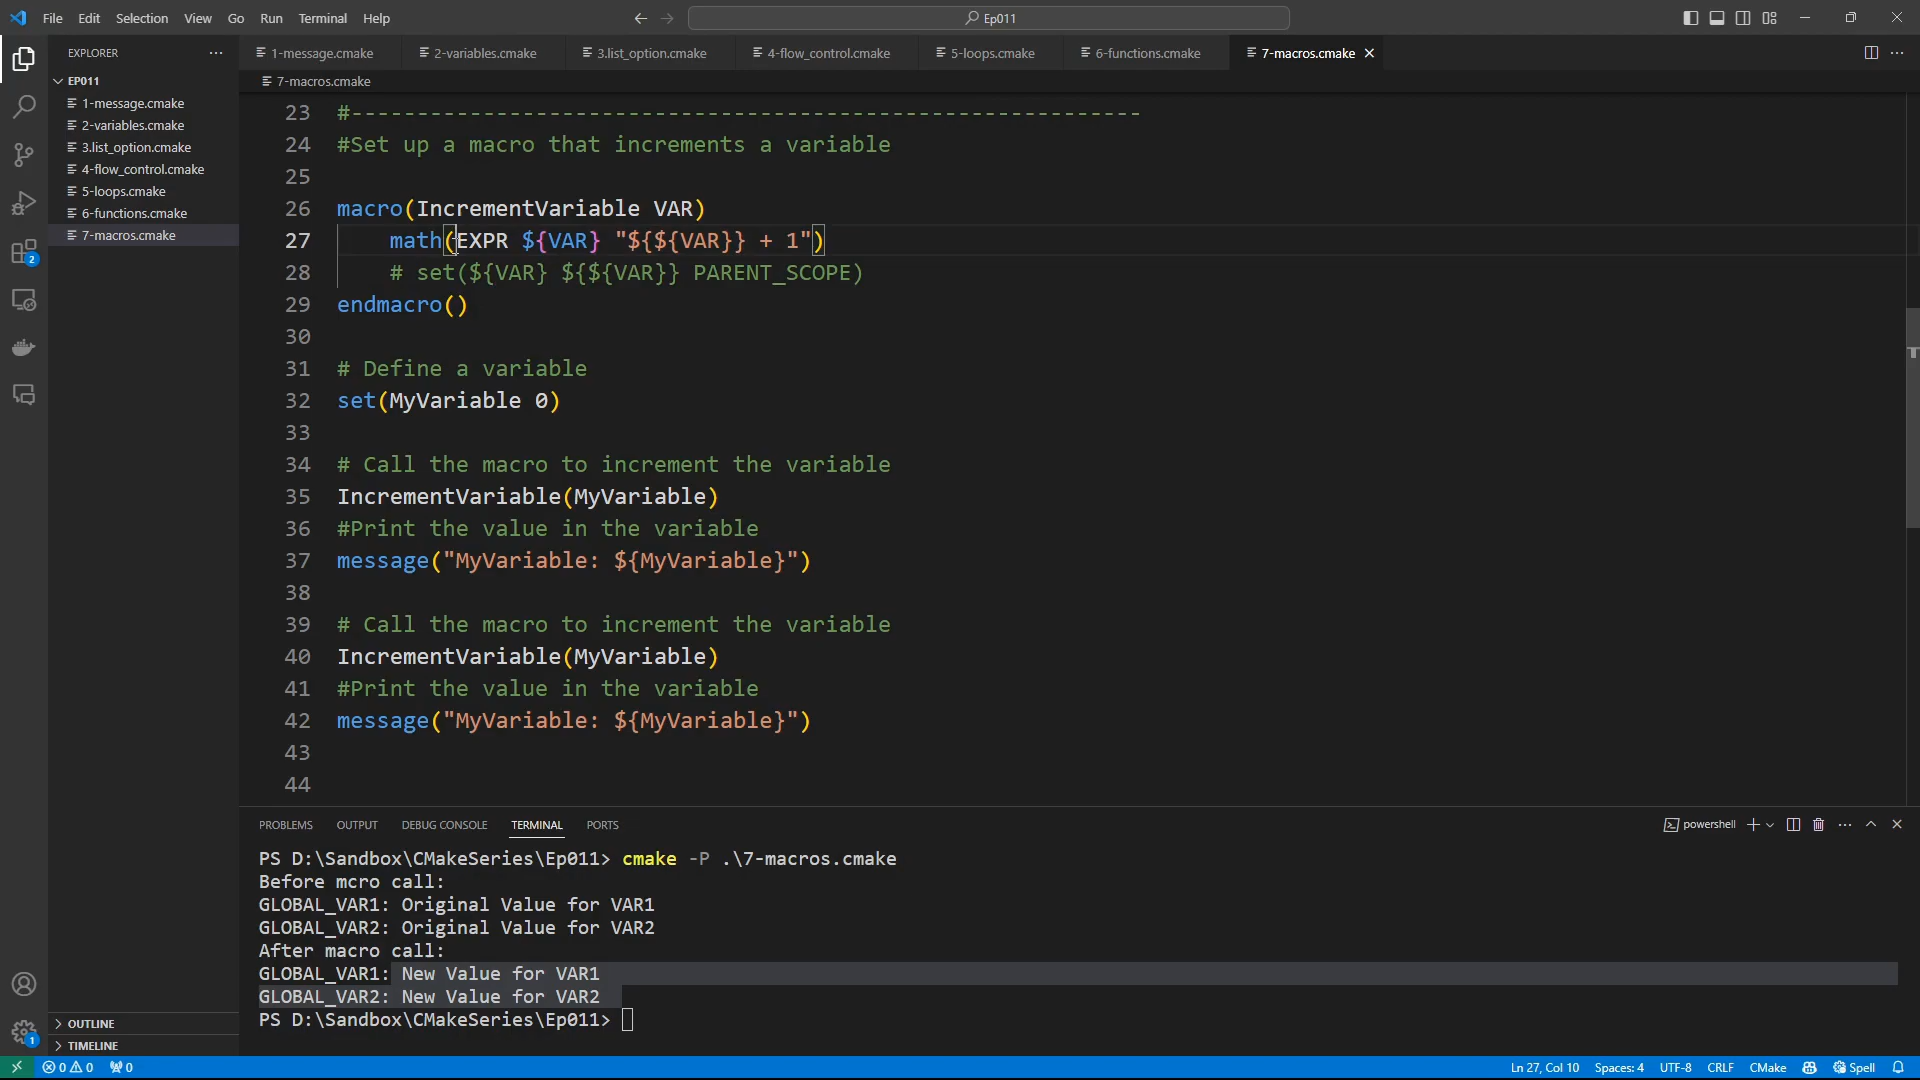 File Edit Selection View Go Run Terminal Help
Ep011
EXPLORER
EP011
1-message.cmake
2-variables.cmake
3.list_option.cmake
4-flow_control.cmake
5-loops.cmake
6-functions.cmake
7-macros.cmake
2
1
OUTLINE
TIMELINE
1-message.cmake 2-variables.cmake 3.list_option.cmake 4-flow_control.cmake 5-loops.cmake 6-functions.cmake 7-macros.cmake
7-macros.cmake
23 #------------------------------------------------------------
24 #Set up a macro that increments a variable
25
26 macro(IncrementVariable VAR)
27 math(EXPR ${VAR} "${${VAR}} + 1")
28 # set(${VAR} ${${VAR}} PARENT_SCOPE)
29 endmacro()
30
31 # Define a variable
32 set(MyVariable 0)
33
34 # Call the macro to increment the variable
35 IncrementVariable(MyVariable)
36 #Print the value in the variable
37 message("MyVariable: ${MyVariable}")
38
39 # Call the macro to increment the variable
40 IncrementVariable(MyVariable)
41 #Print the value in the variable
42 message("MyVariable: ${MyVariable}")
43
44
PROBLEMS OUTPUT DEBUG CONSOLE TERMINAL PORTS
powershell
PS D:\Sandbox\CMakeSeries\Ep011> cmake -P .\7-macros.cmake
Before mcro call:
GLOBAL_VAR1: Original Value for VAR1
GLOBAL_VAR2: Original Value for VAR2
After macro call:
GLOBAL_VAR1: New Value for VAR1
GLOBAL_VAR2: New Value for VAR2
PS D:\Sandbox\CMakeSeries\Ep011>
0 0 0
Ln 27, Col 10 Spaces: 4 UTF-8 CRLF CMake Spell